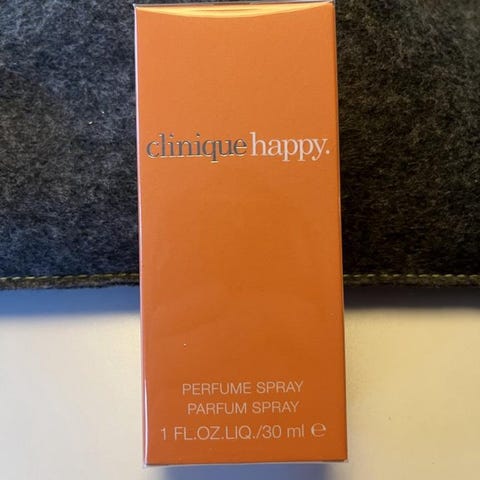 clinique happy.
PERFUME SPRAY
PARFUM SPRAY
1 FL.OZ.LIQ./30 ml ℮